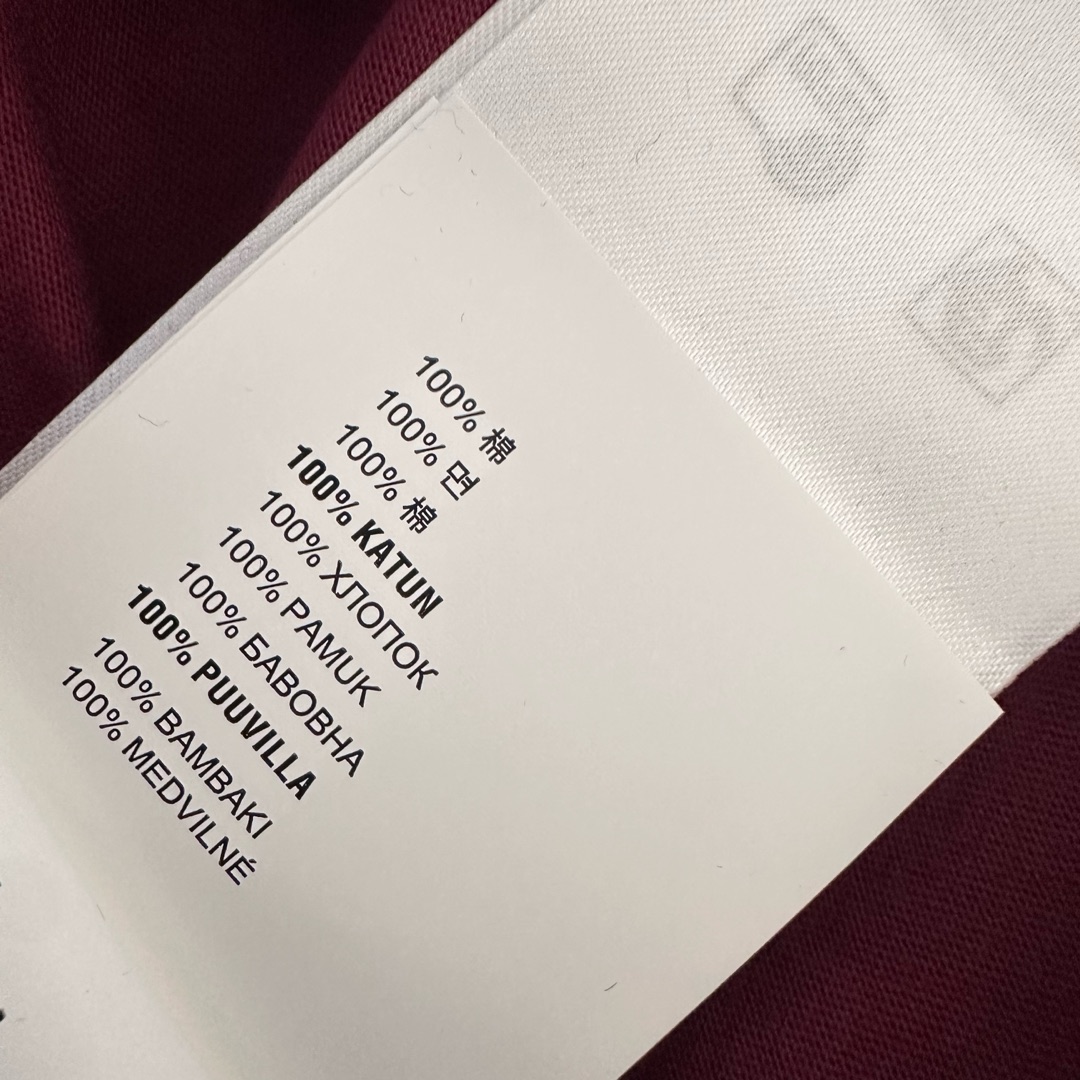 100% 棉
100% 면
100% 棉
100% KATUN
100% ХЛОПОК
100% PAMUK
100% БАВОВНА
100% PUUVILLA
100% BAMBAKI
100% MEDVILNĖ